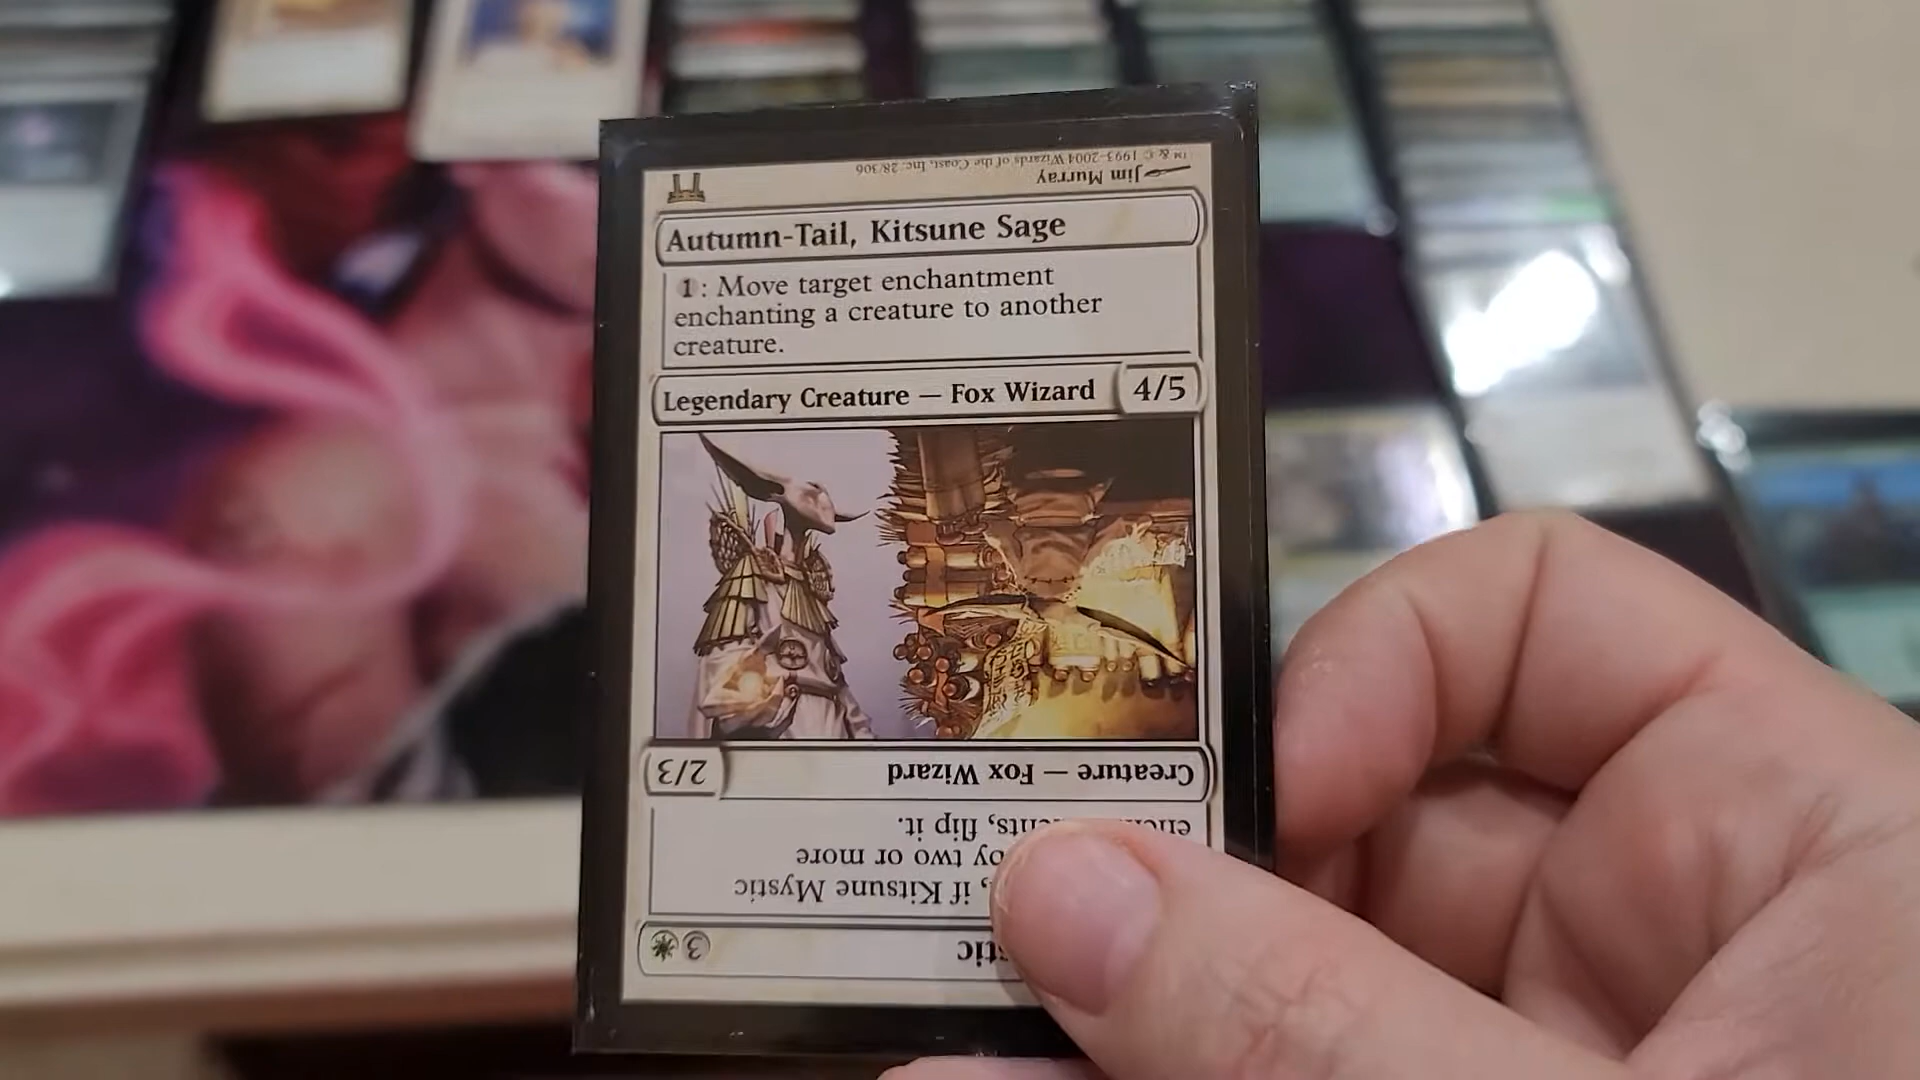 ™ & © 1993–2004 Wizards of the Coast, Inc. 28/306
Jim Murray
Autumn-Tail, Kitsune Sage
1: Move target enchantment
enchanting a creature to another
creature.
Legendary Creature — Fox Wizard 4/5
Creature — Fox Wizard 2/3
flip it.
by two or more
, if Kitsune Mystic
3